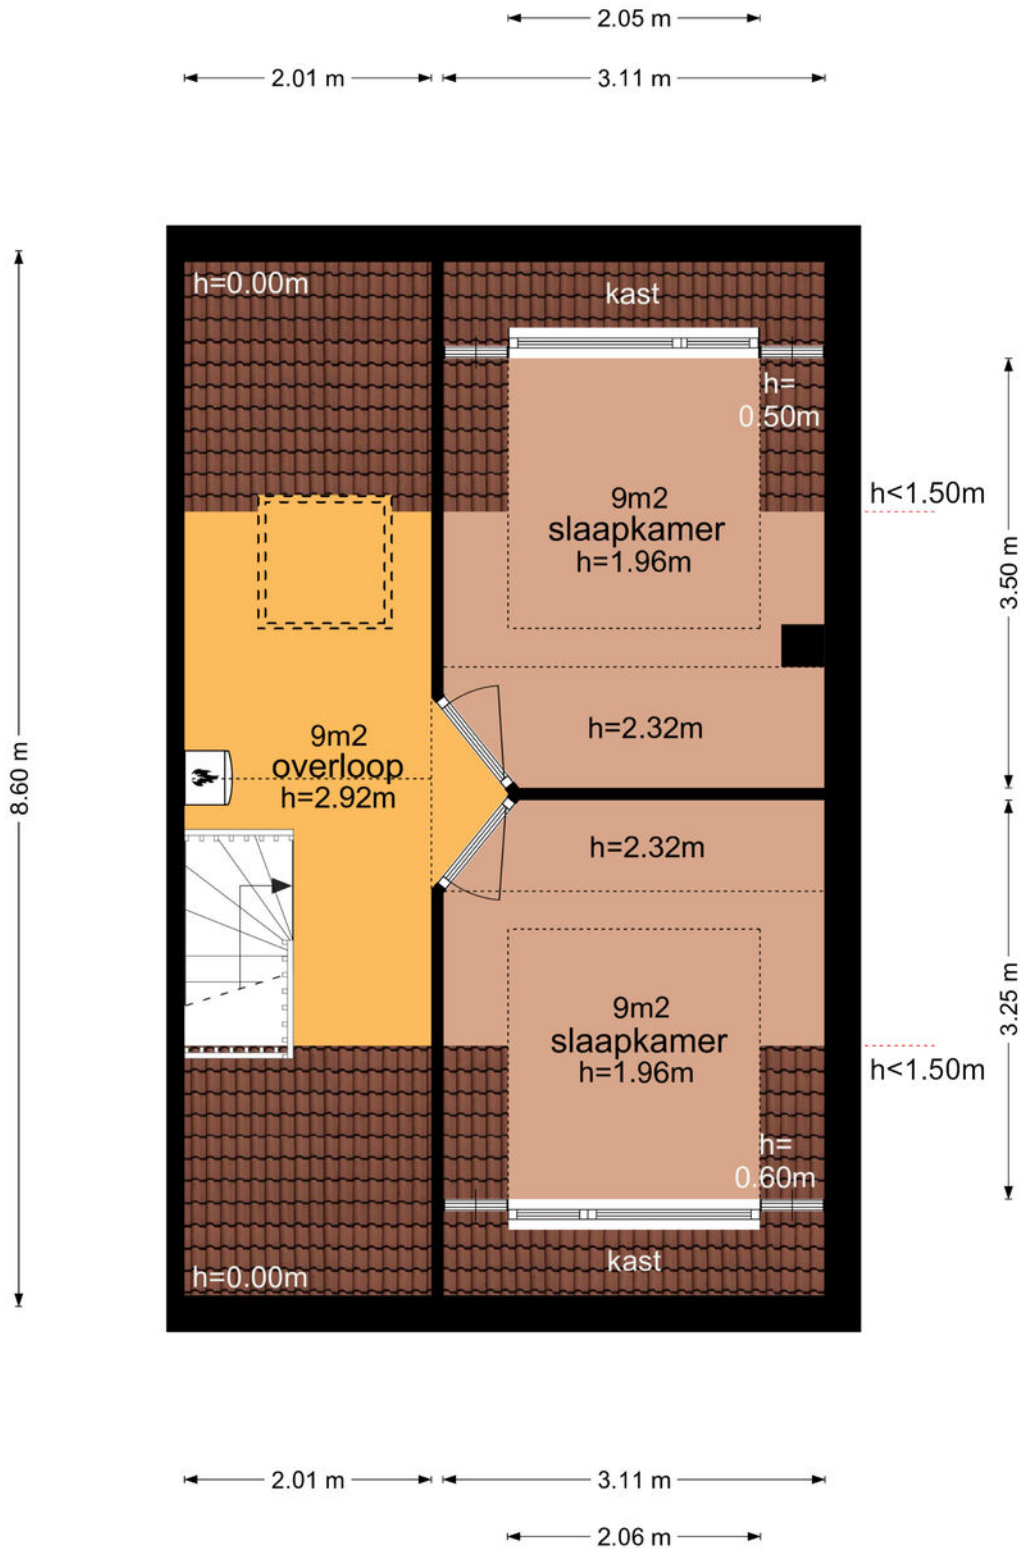 2.05 m
2.01 m
3.11 m
h=0.00m
kast
h=
0.50m
h<1.50m
9m2
slaapkamer
h=1.96m
3.50 m
h=2.32m
9m2
overloop
h=2.92m
8.60 m
h=2.32m
3.25 m
9m2
slaapkamer
h=1.96m
h<1.50m
h=
0.60m
kast
h=0.00m
2.01 m
3.11 m
2.06 m